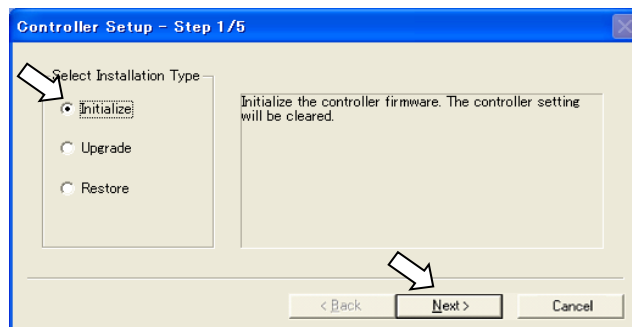 Controller Setup - Step 1/5
Select Installation Type
Initialize
Initialize the controller firmware. The controller setting
will be cleared.
Upgrade
Restore
< Back
Next >
Cancel